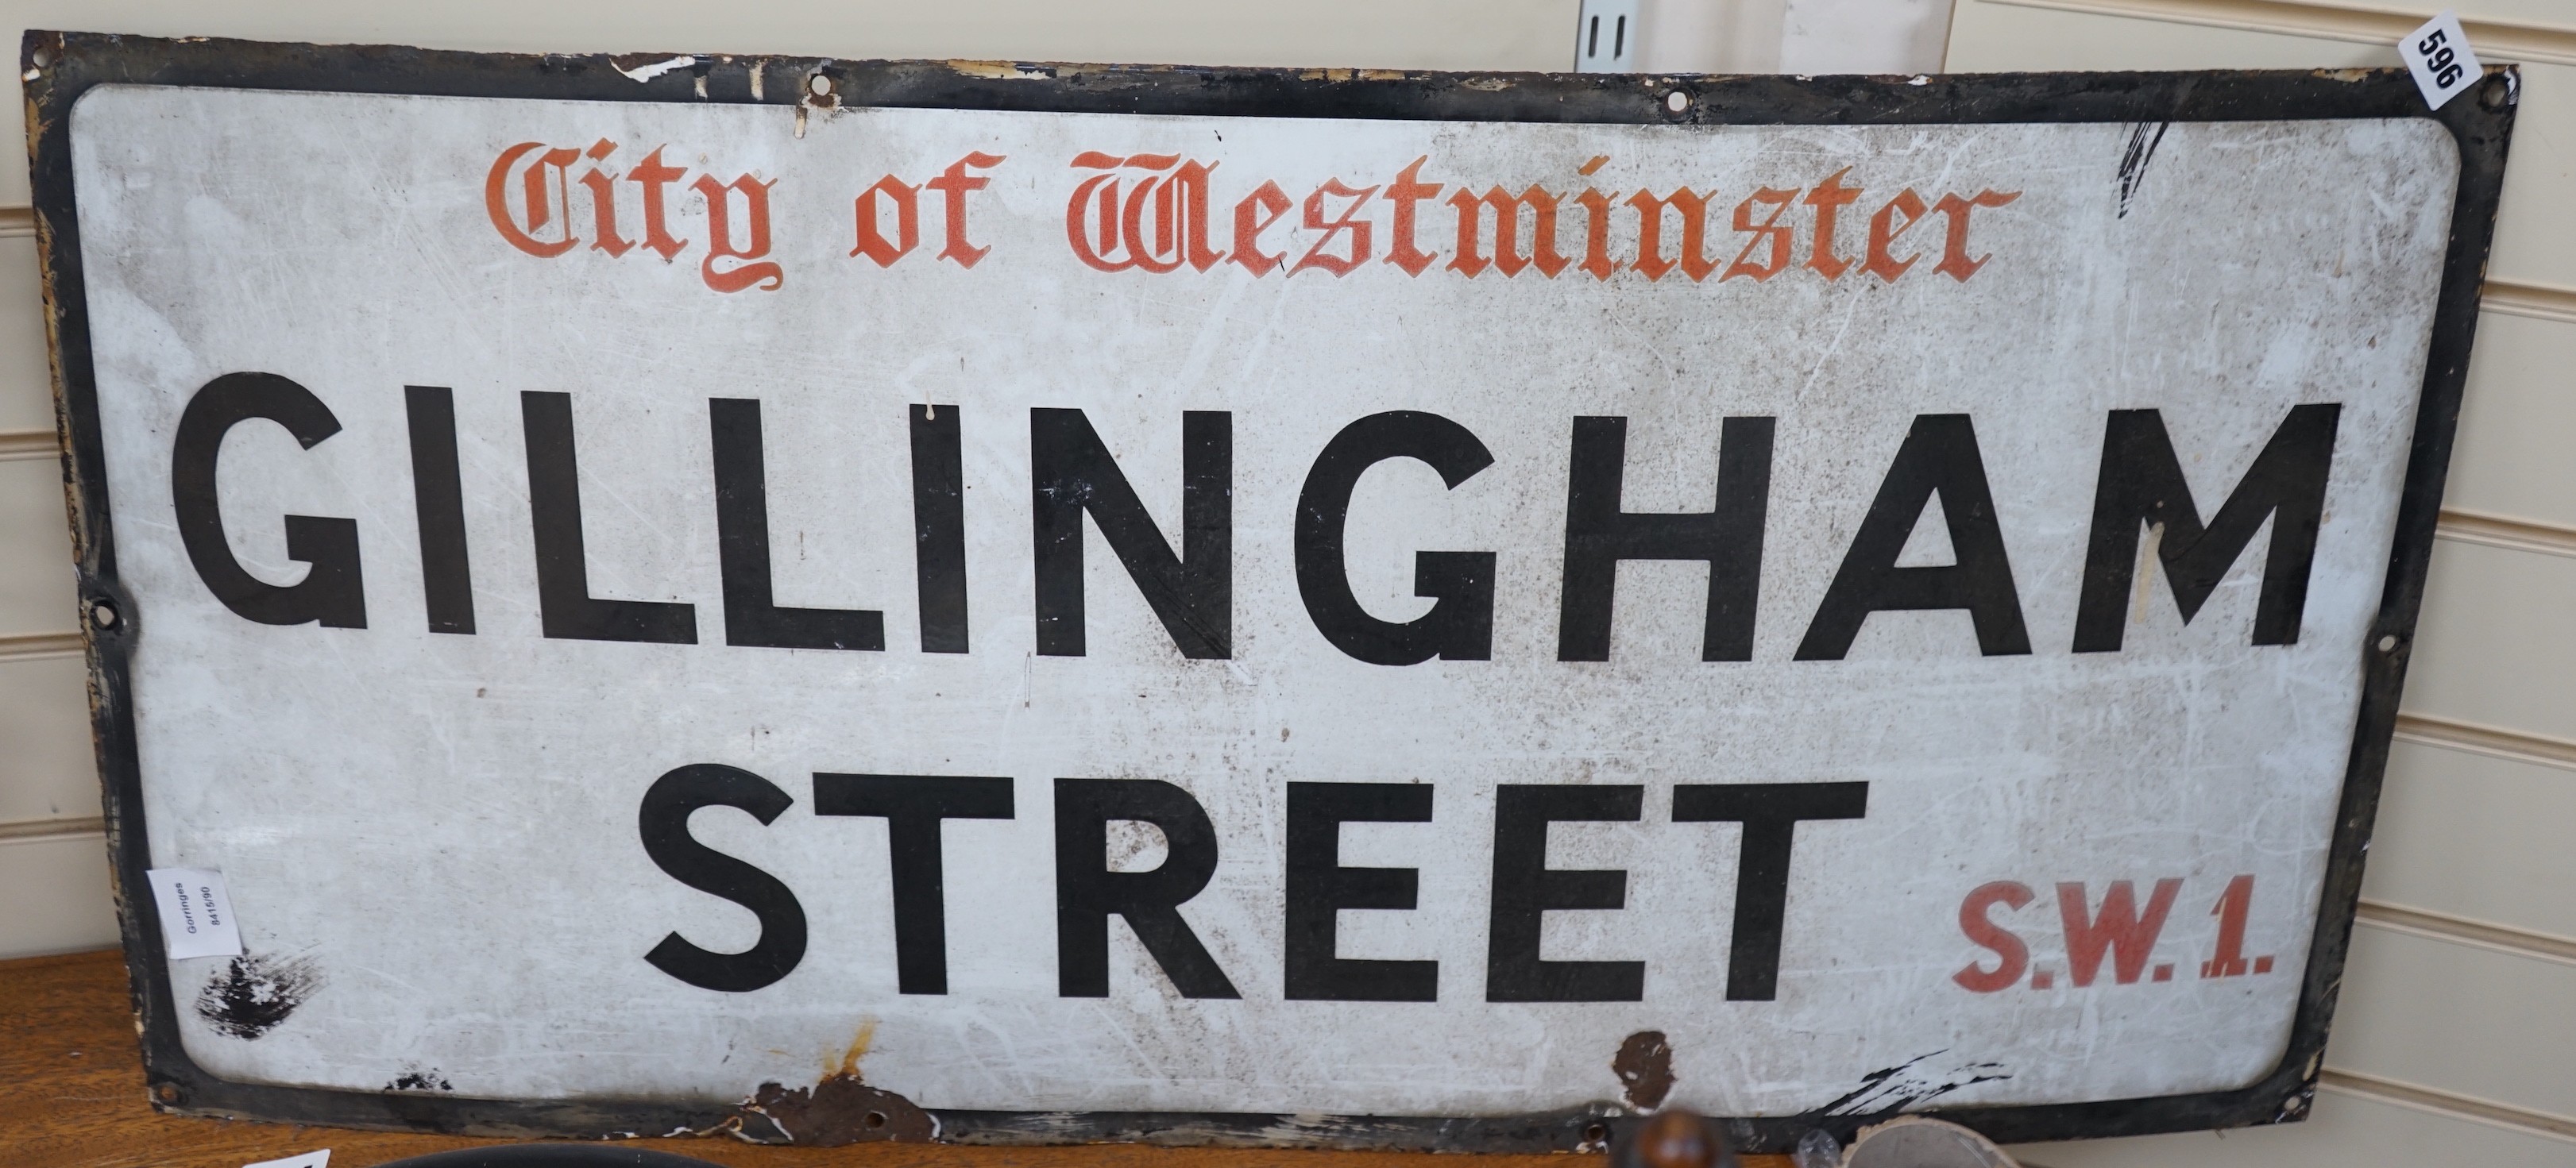 596
City of Westminster
GILLINGHAM
STREET
S.W.1.
Gorringes
8415/90